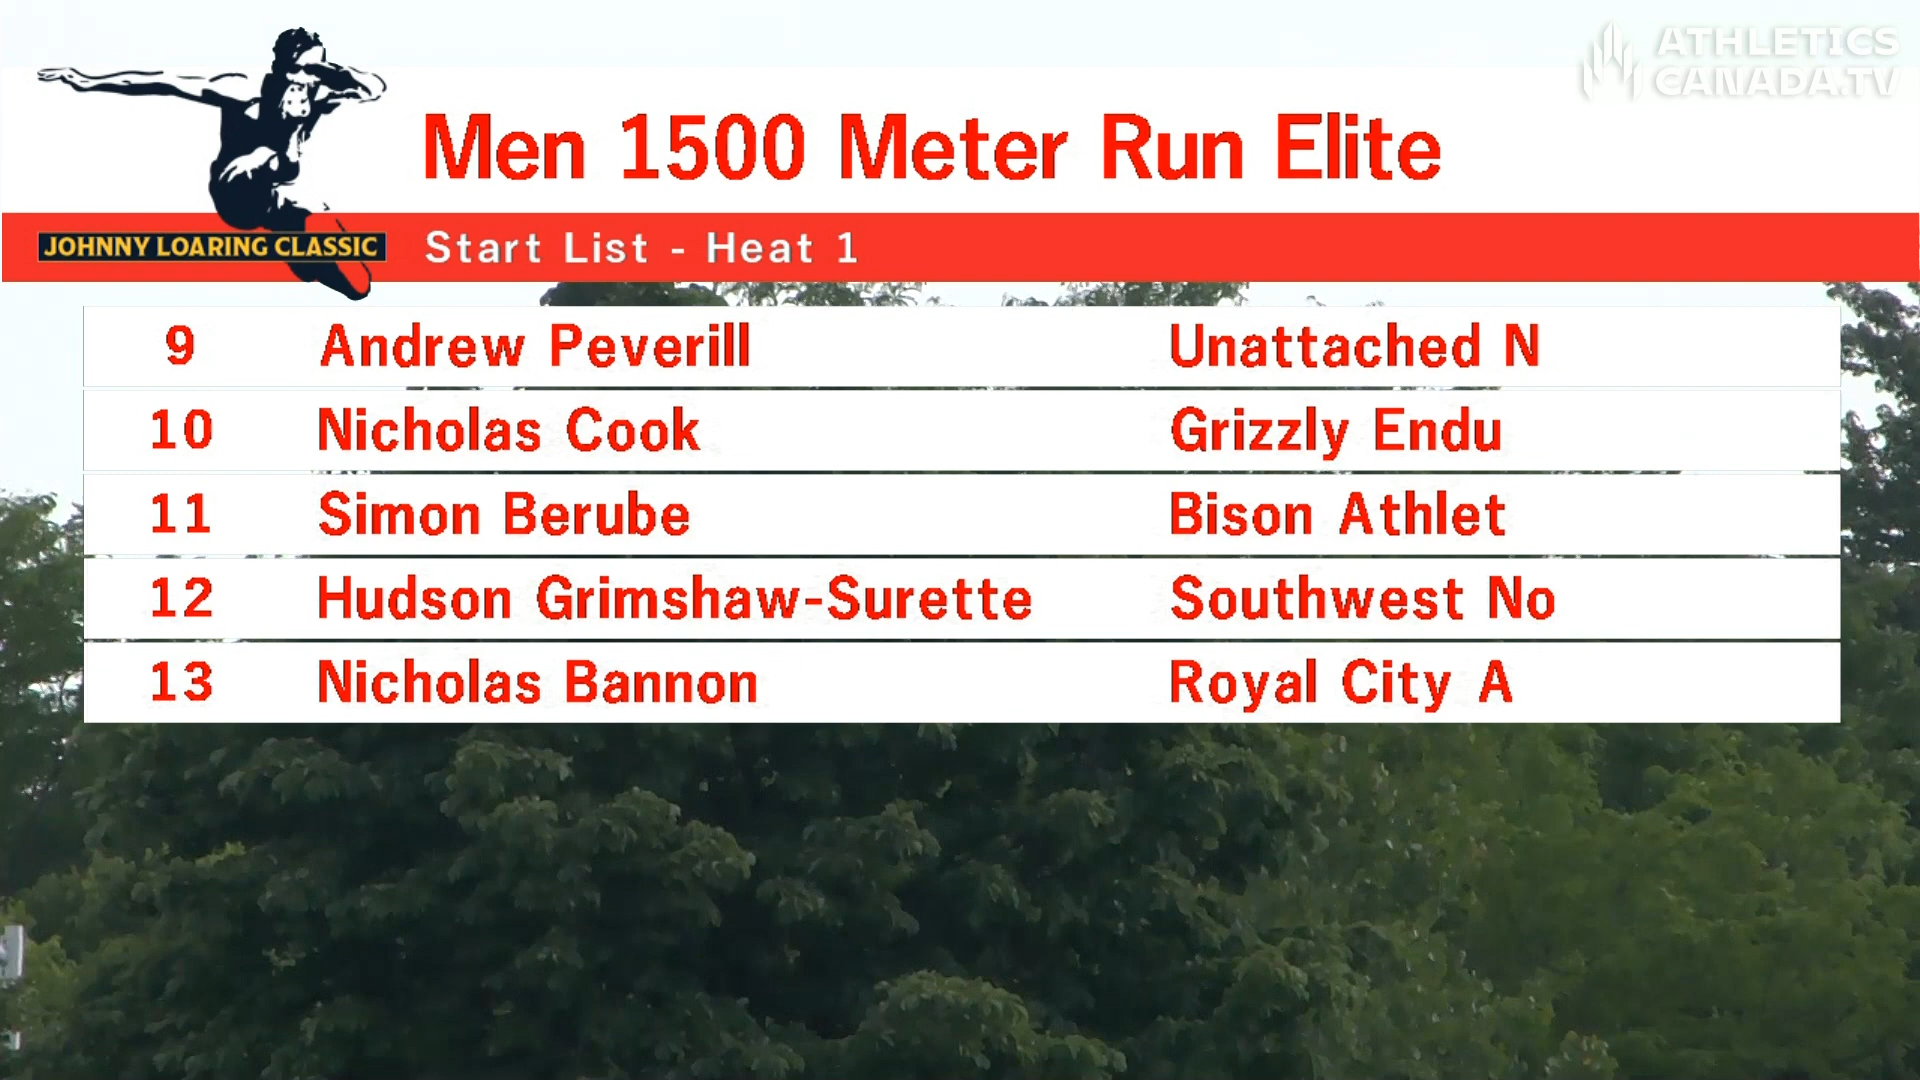 ATHLETICS
CANADA.TV
Men 1500 Meter Run Elite
JOHNNY LOARING CLASSIC
Start List - Heat 1
9 Andrew Peverill Unattached N
10 Nicholas Cook Grizzly Endu
11 Simon Berube Bison Athlet
12 Hudson Grimshaw-Surette Southwest No
13 Nicholas Bannon Royal City A